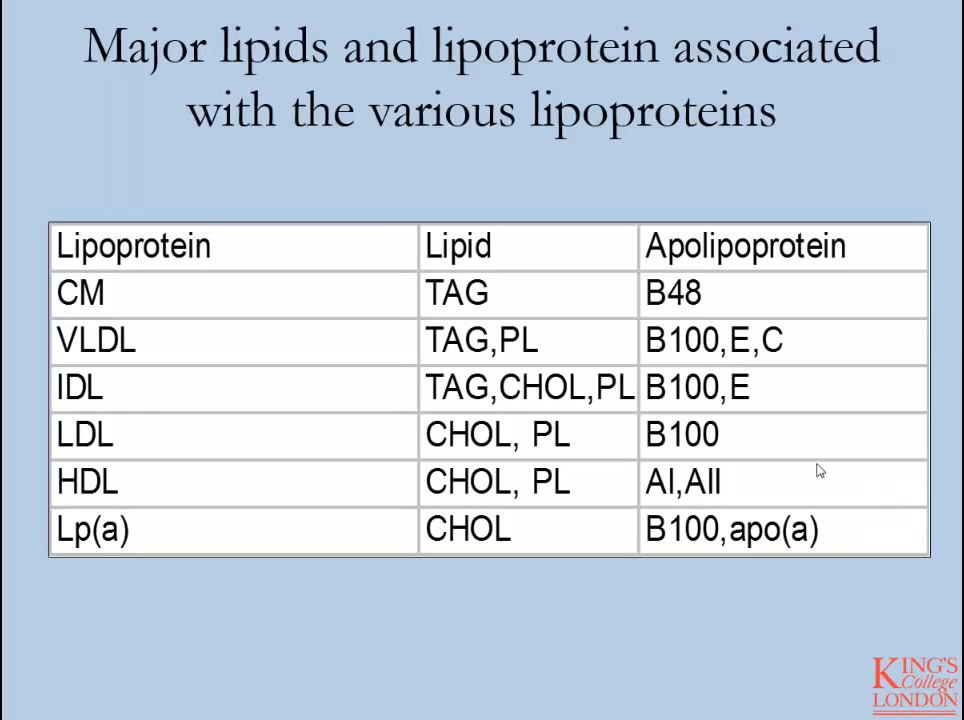 Major lipids and lipoprotein associated
with the various lipoproteins
Lipoprotein Lipid Apolipoprotein
CM TAG B48
VLDL TAG,PL B100,E,C
IDL TAG,CHOL,PL B100,E
LDL CHOL, PL B100
HDL CHOL, PL AI,AII
Lp(a) CHOL B100,apo(a)
KING'S
College
LONDON